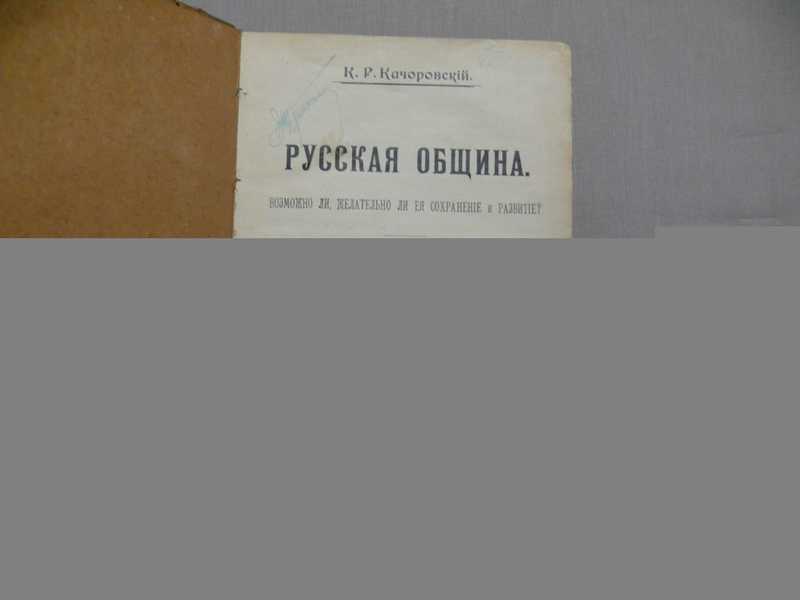 К. Р. Качоровскій.
РУССКАЯ ОБЩИНА.
ВОЗМОЖНО ЛИ, ЖЕЛАТЕЛЬНО ЛИ ЕЯ СОХРАНЕНІЕ и РАЗВИТІЕ?